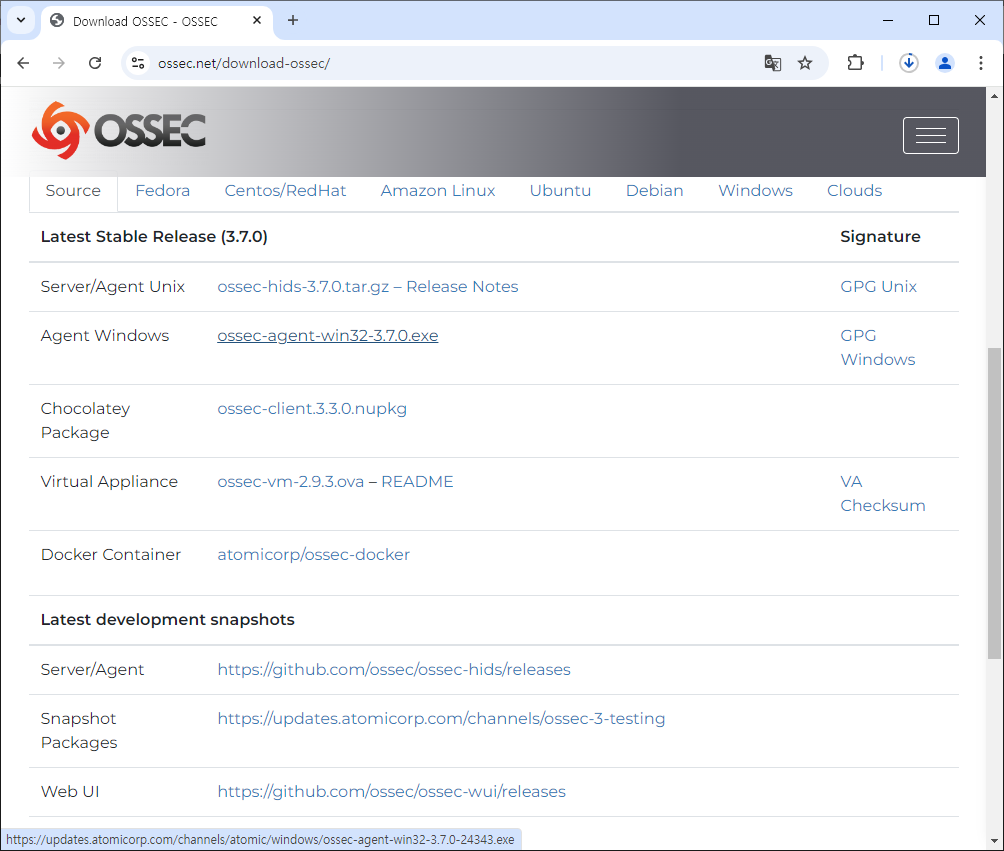 Download OSSEC - OSSEC
ossec.net/download-ossec/
OSSEC
Source Fedora Centos/RedHat Amazon Linux Ubuntu Debian Windows Clouds
Latest Stable Release (3.7.0) Signature
Server/Agent Unix ossec-hids-3.7.0.tar.gz – Release Notes GPG Unix
Agent Windows ossec-agent-win32-3.7.0.exe GPG
Windows
Chocolatey ossec-client.3.3.0.nupkg
Package
Virtual Appliance ossec-vm-2.9.3.ova – README VA
Checksum
Docker Container atomicorp/ossec-docker
Latest development snapshots
Server/Agent https://github.com/ossec/ossec-hids/releases
Snapshot https://updates.atomicorp.com/channels/ossec-3-testing
Packages
Web UI https://github.com/ossec/ossec-wui/releases
https://updates.atomicorp.com/channels/atomic/windows/ossec-agent-win32-3.7.0-24343.exe